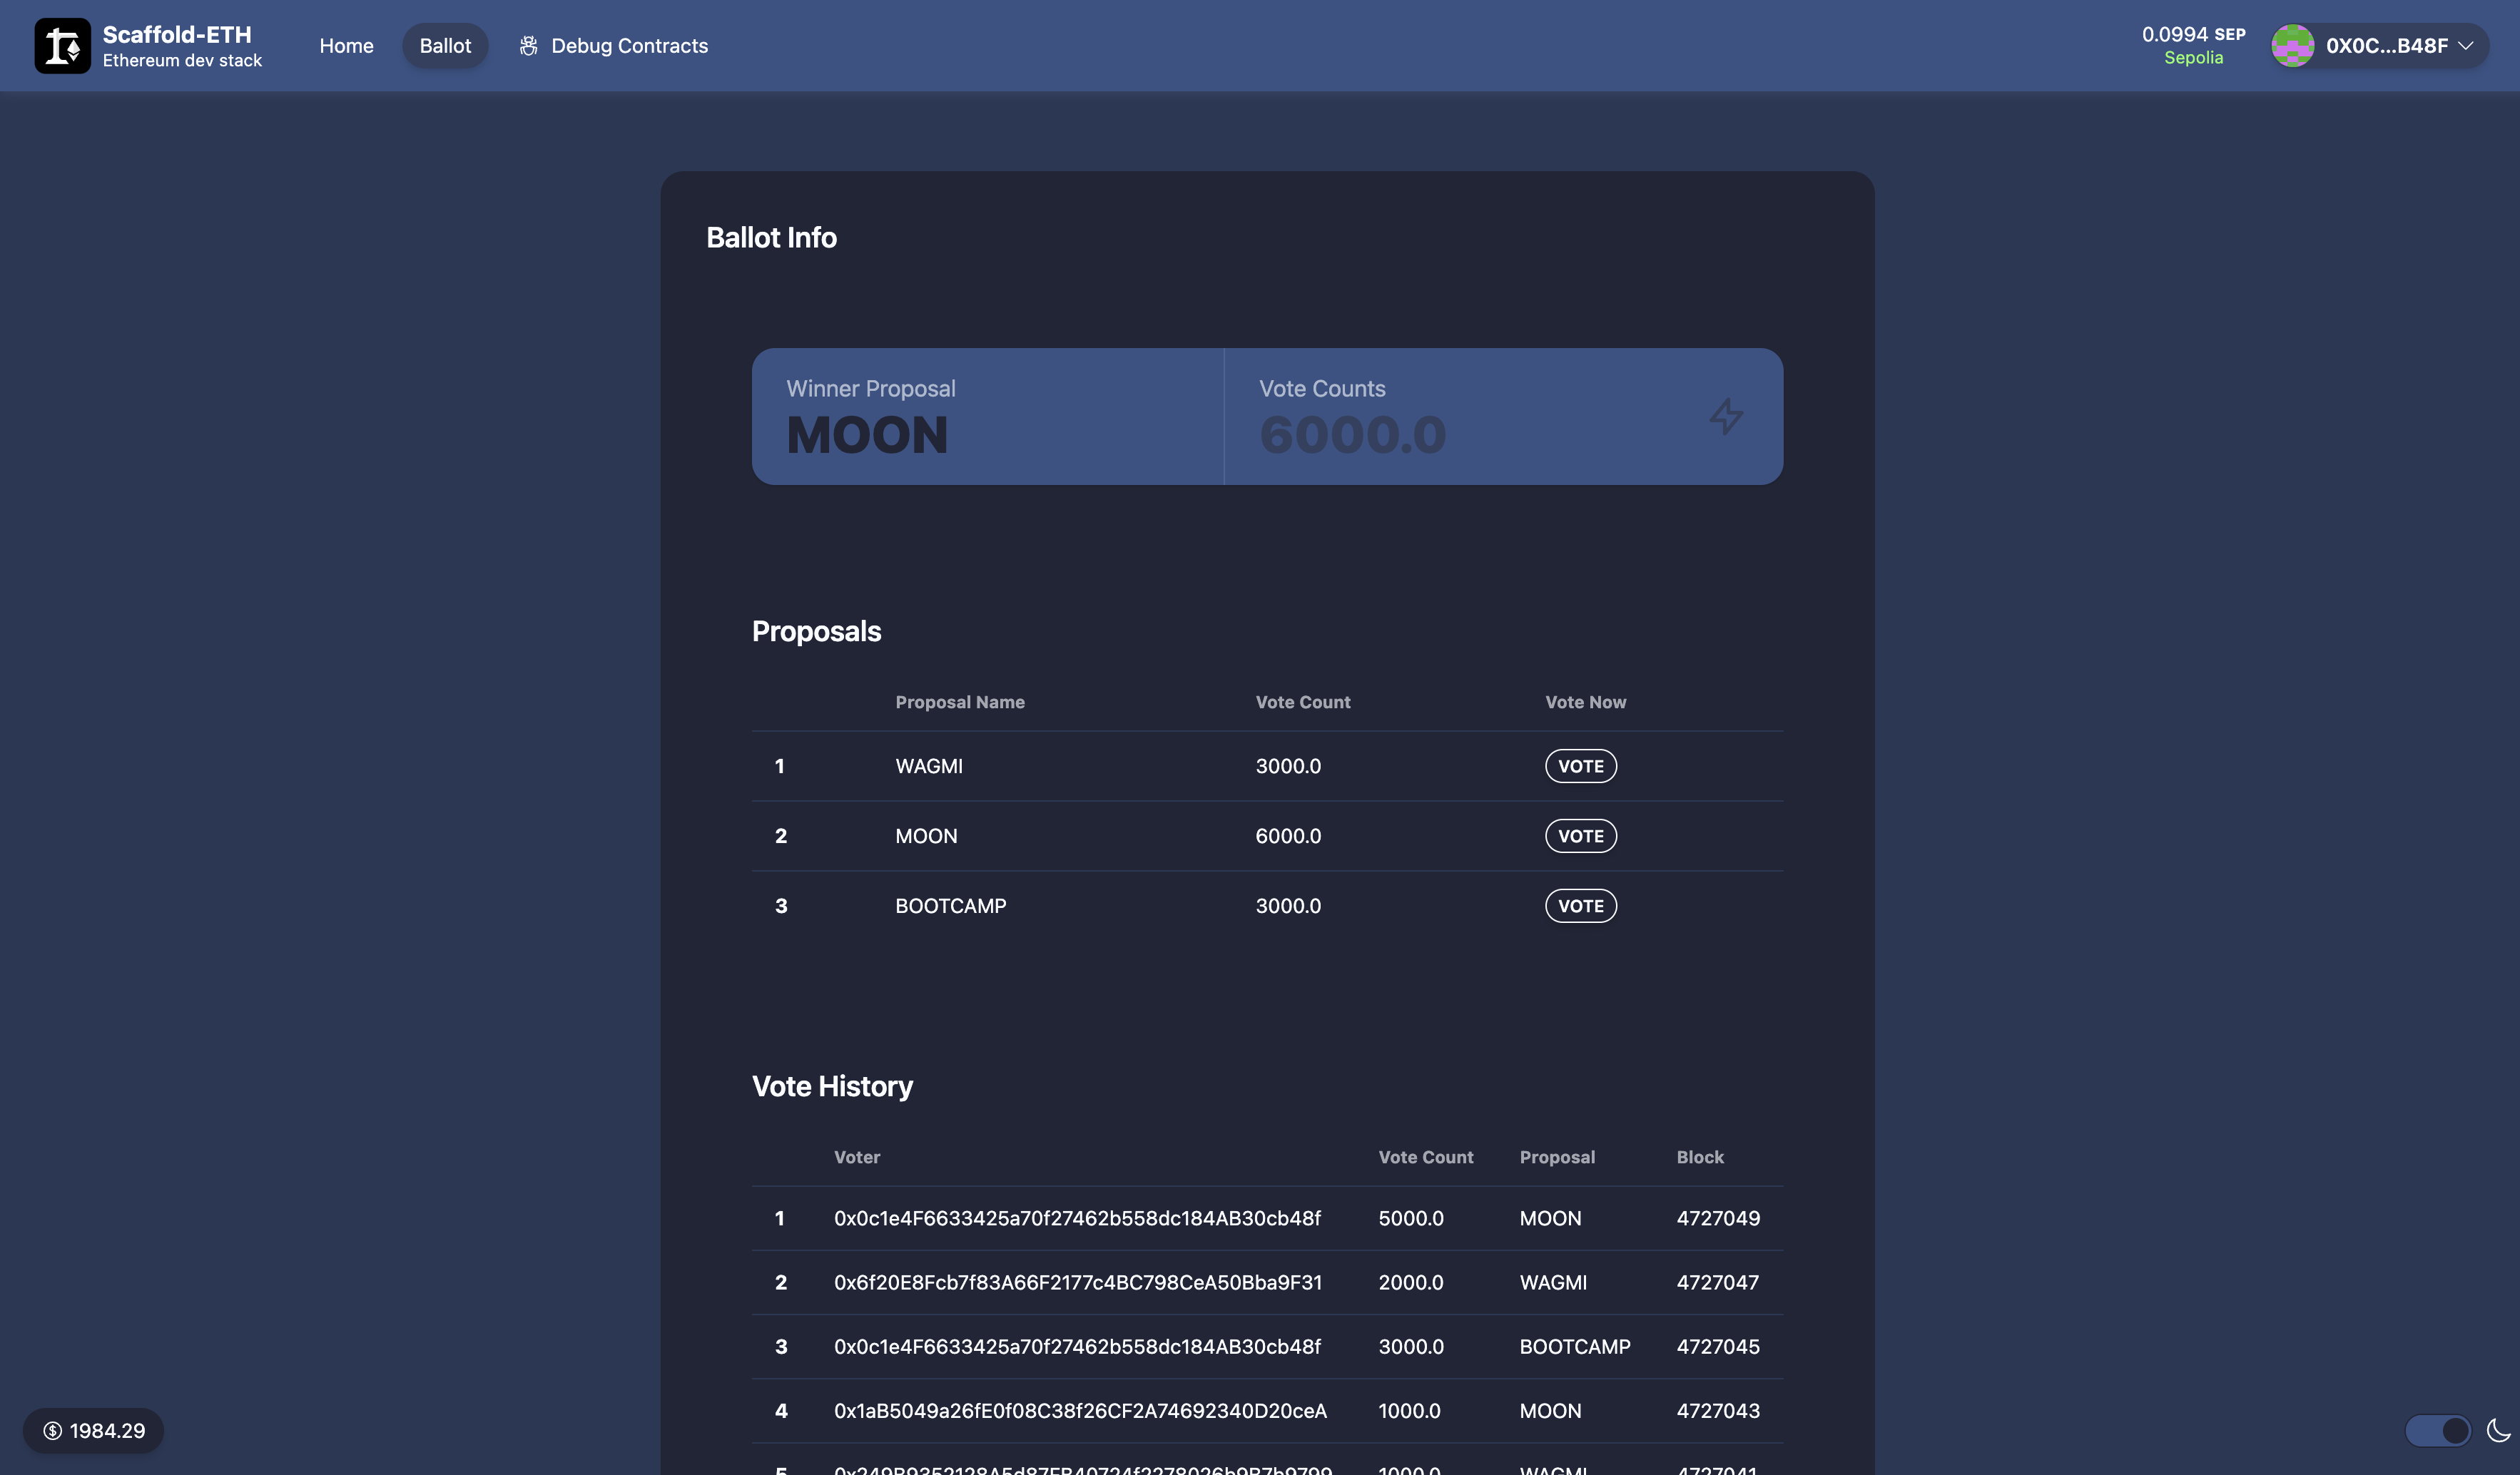 Scaffold-ETH
Ethereum dev stack
Home Ballot Debug Contracts
0.0994 SEP
Sepolia
0X0C...B48F
Ballot Info
Winner Proposal
MOON
Vote Counts
6000.0
Proposals
Proposal Name Vote Count Vote Now
1 WAGMI 3000.0 VOTE
2 MOON 6000.0 VOTE
3 BOOTCAMP 3000.0 VOTE
Vote History
Voter Vote Count Proposal Block
1 0x0c1e4F6633425a70f27462b558dc184AB30cb48f 5000.0 MOON 4727049
2 0x6f20E8Fcb7f83A66F2177c4BC798CeA50Bba9F31 2000.0 WAGMI 4727047
3 0x0c1e4F6633425a70f27462b558dc184AB30cb48f 3000.0 BOOTCAMP 4727045
4 0x1aB5049a26fE0f08C38f26CF2A74692340D20ceA 1000.0 MOON 4727043
5 1000.0 WAGMI 4727041
1984.29